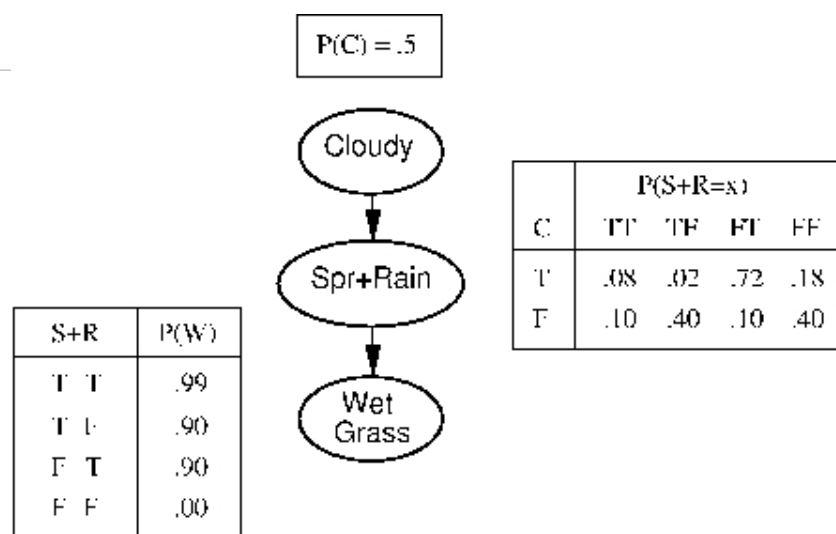 P(C) = .5
Cloudy
P(S+R=x)
C TT TF FT FF
T .08 .02 .72 .18
F .10 .40 .10 .40
Spr+Rain
S+R P(W)
T T .99
T F .90
F T .90
F F .00
Wet
Grass